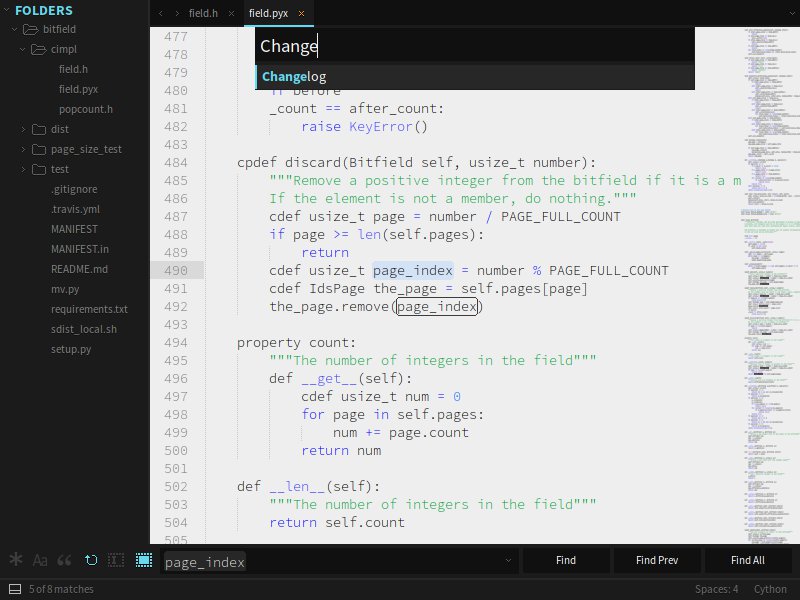 FOLDERS
bitfield
cimpl
field.h
field.pyx
popcount.h
dist
page_size_test
test
.gitignore
.travis.yml
MANIFEST
MANIFEST.in
README.md
mv.py
requirements.txt
sdist_local.sh
setup.py
field.h
field.pyx
Change
Changelog
477
478
479
480 if before
481 _count == after_count:
482 raise KeyError()
483
484 cpdef discard(Bitfield self, usize_t number):
485 """Remove a positive integer from the bitfield if it is a m
486 If the element is not a member, do nothing."""
487 cdef usize_t page = number / PAGE_FULL_COUNT
488 if page >= len(self.pages):
489 return
490 cdef usize_t page_index = number % PAGE_FULL_COUNT
491 cdef IdsPage the_page = self.pages[page]
492 the_page.remove(page_index)
493
494 property count:
495 """The number of integers in the field"""
496 def __get__(self):
497 cdef usize_t num = 0
498 for page in self.pages:
499 num += page.count
500 return num
501
502 def __len__(self):
503 """The number of integers in the field"""
504 return self.count
505
Aa
page_index
Find
Find Prev
Find All
5 of 8 matches
Spaces: 4
Cython